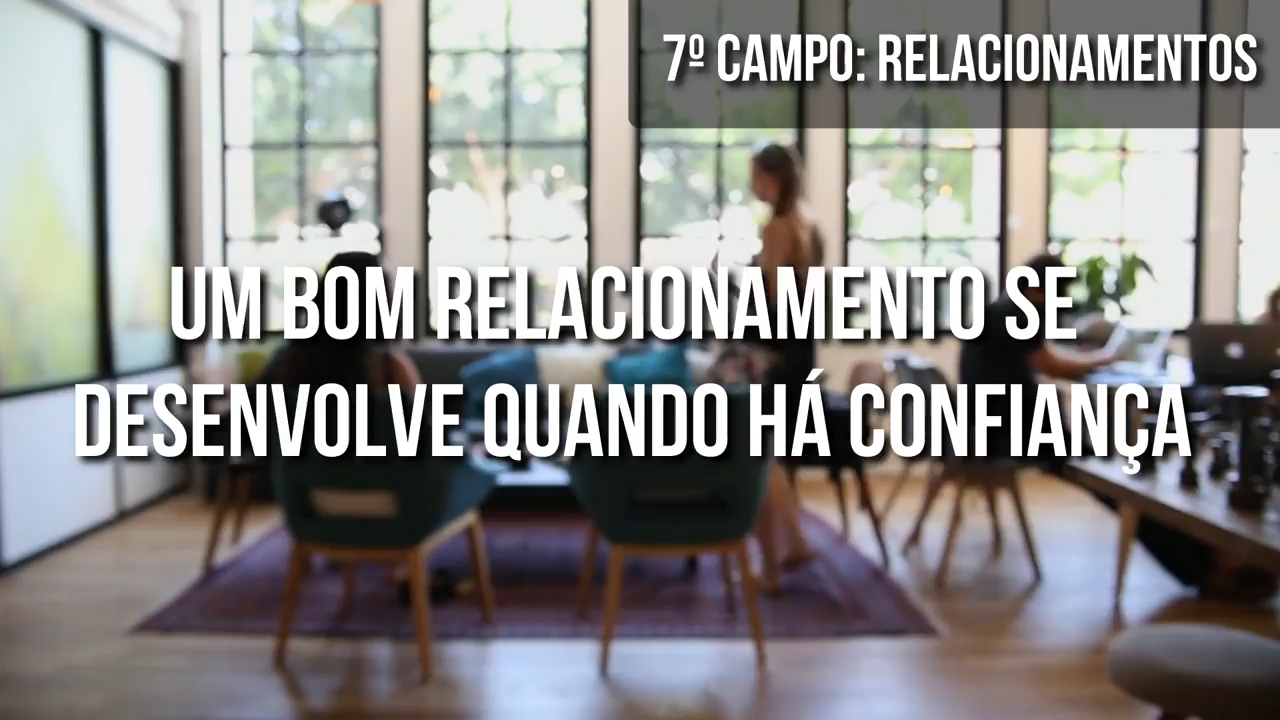 7º CAMPO: RELACIONAMENTOS
UM BOM RELACIONAMENTO SE
DESENVOLVE QUANDO HÁ CONFIANÇA